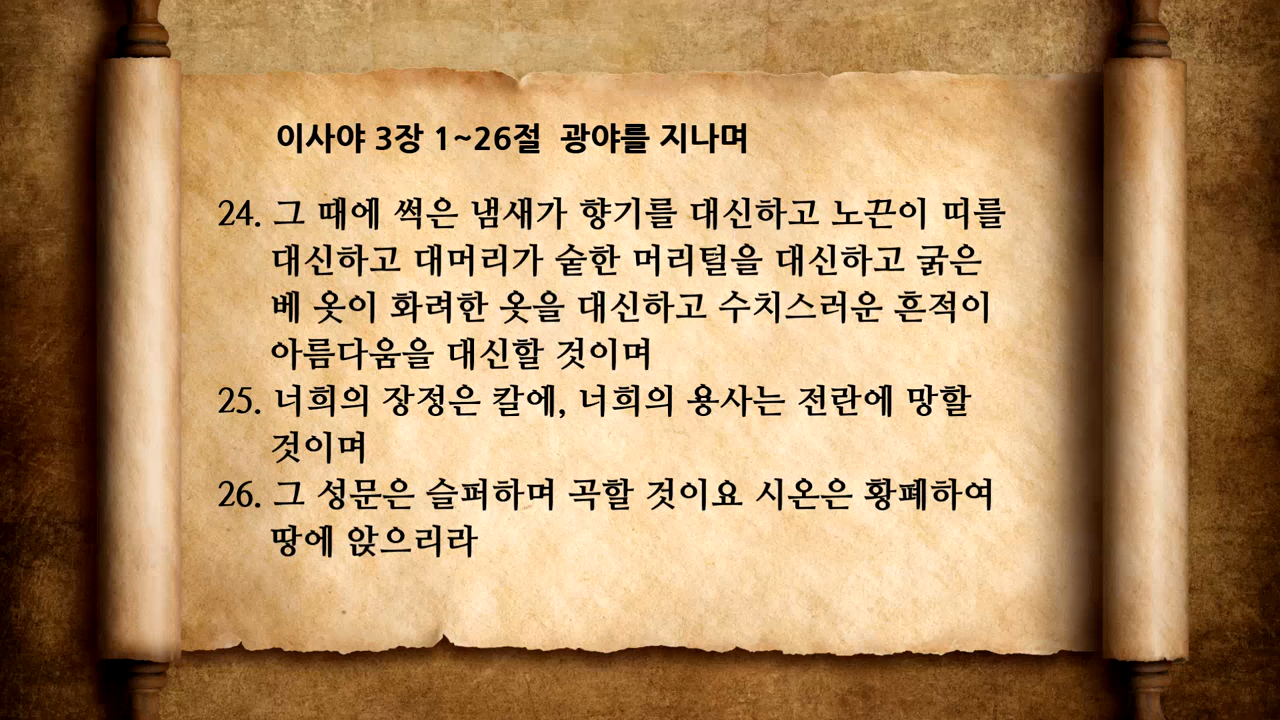 이사야 3장 1~26절 광야를 지나며
24. 그 때에 썩은 냄새가 향기를 대신하고 노끈이 띠를
대신하고 대머리가 숱한 머리털을 대신하고 굵은
베 옷이 화려한 옷을 대신하고 수치스러운 흔적이
아름다움을 대신할 것이며
25. 너희의 장정은 칼에, 너희의 용사는 전란에 망할
것이며
26. 그 성문은 슬퍼하며 곡할 것이요 시온은 황폐하여
땅에 앉으리라